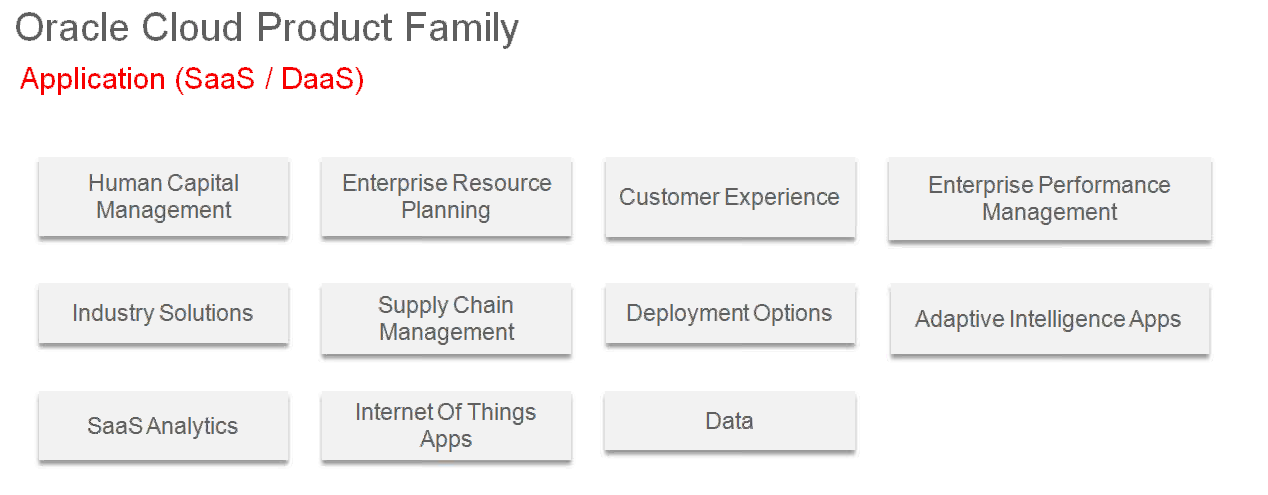 Oracle Cloud Product Family
Application (SaaS / DaaS)
Human Capital
Management
Enterprise Resource
Planning
Customer Experience
Enterprise Performance
Management
Industry Solutions
Supply Chain
Management
Deployment Options
Adaptive Intelligence Apps
SaaS Analytics
Internet Of Things
Apps
Data